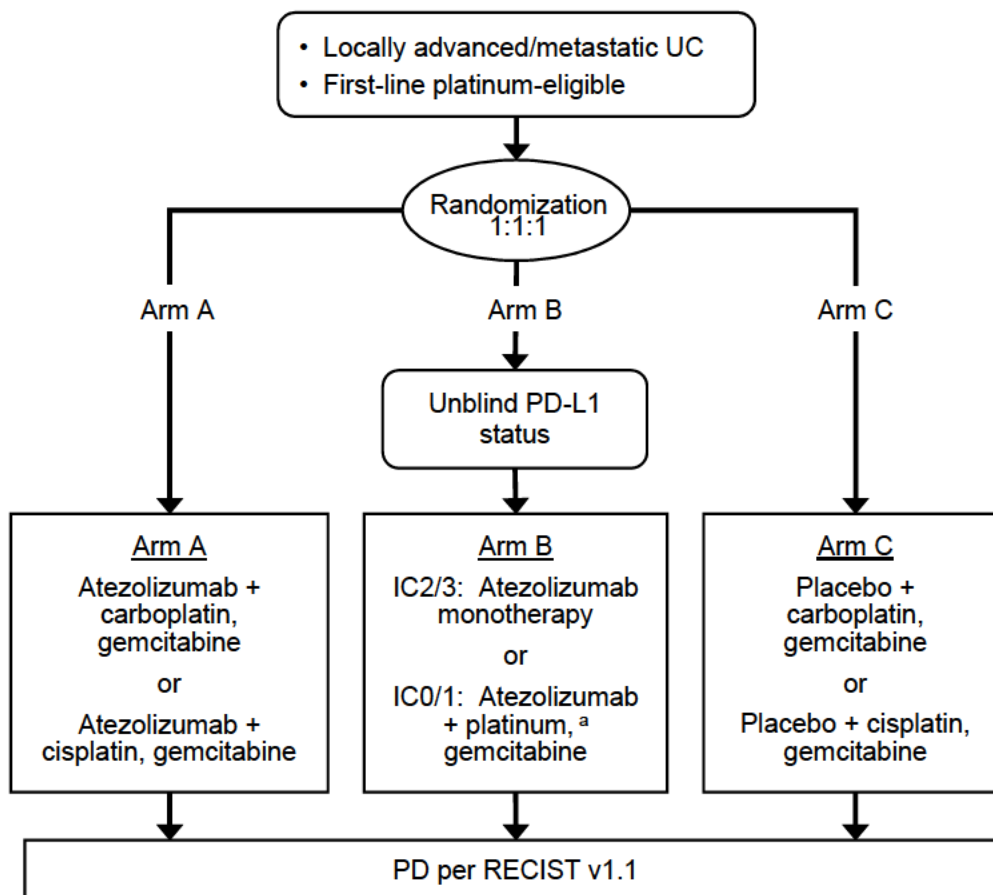 • Locally advanced/metastatic UC
• First-line platinum-eligible
Randomization
1:1:1
Arm A
Arm B
Arm C
Unblind PD-L1
status
Arm A
Atezolizumab +
carboplatin,
gemcitabine
or
Atezolizumab +
cisplatin, gemcitabine
Arm B
IC2/3: Atezolizumab
monotherapy
or
IC0/1: Atezolizumab
+ platinum, a
gemcitabine
Arm C
Placebo +
carboplatin,
gemcitabine
or
Placebo + cisplatin,
gemcitabine
PD per RECIST v1.1